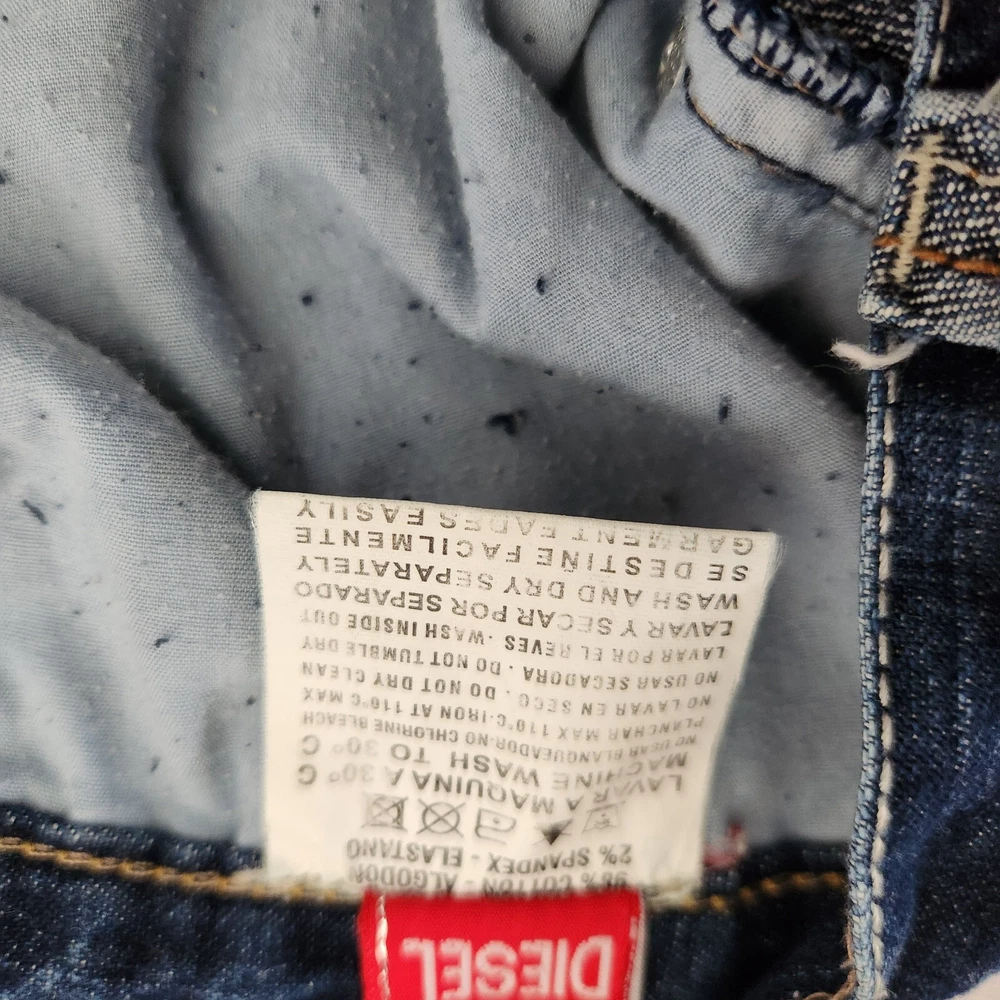 DIESEL
98% COTTON - ALGODON
2% SPANDEX - ELASTANO
LAVAR A MAQUINA A 30° C
MACHINE WASH TO 30° C
NO USAR BLANQUEADOR-NO CHLORINE BLEACH
PLANCHAR MAX 110°C-IRON AT 110°C MAX
NO LAVAR EN SECO - DO NOT DRY CLEAN
NO USAR SECADORA - DO NOT TUMBLE DRY
LAVAR POR EL REVES - WASH INSIDE OUT
LAVAR Y SECAR POR SEPARADO
WASH AND DRY SEPARATELY
SE DESTINE FACILMENTE
GARMENT FADES EASILY